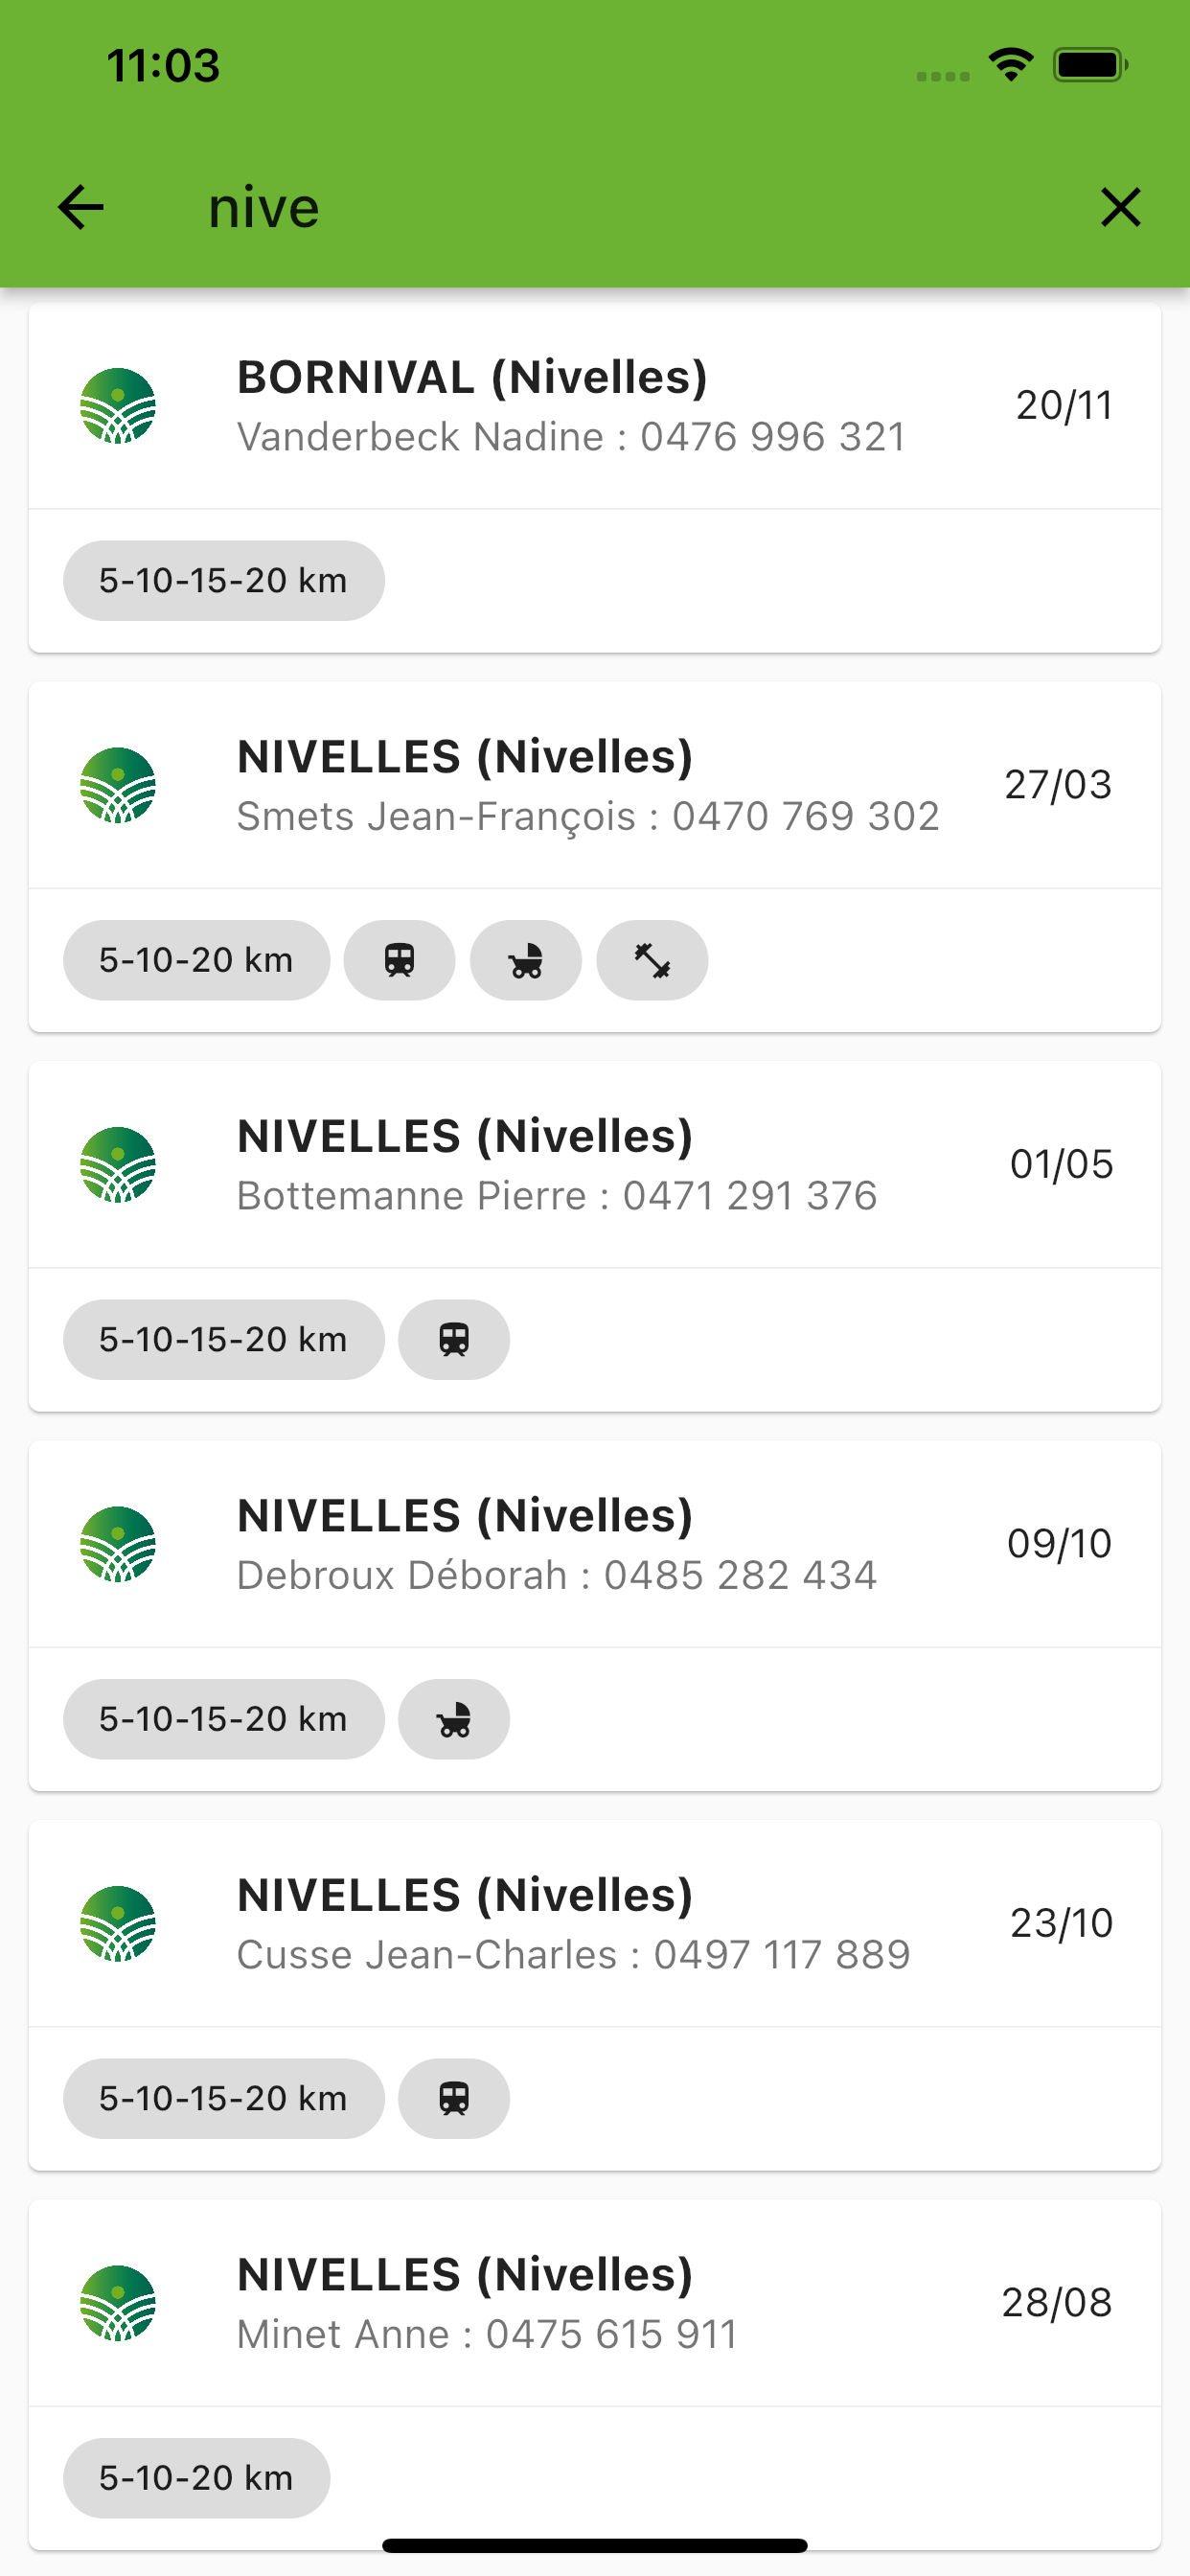 11:03
nive
BORNIVAL (Nivelles)
Vanderbeck Nadine : 0476 996 321
20/11
5-10-15-20 km
NIVELLES (Nivelles)
Smets Jean-François : 0470 769 302
27/03
5-10-20 km
NIVELLES (Nivelles)
Bottemanne Pierre : 0471 291 376
01/05
5-10-15-20 km
NIVELLES (Nivelles)
Debroux Déborah : 0485 282 434
09/10
5-10-15-20 km
NIVELLES (Nivelles)
Cusse Jean-Charles : 0497 117 889
23/10
5-10-15-20 km
NIVELLES (Nivelles)
Minet Anne : 0475 615 911
28/08
5-10-20 km